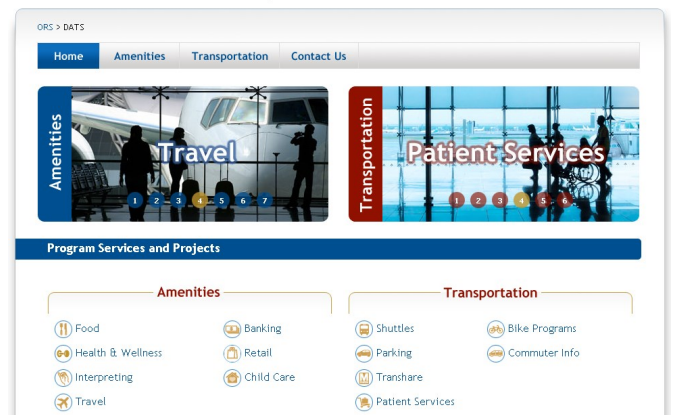 ORS > DATS
Home Amenities Transportation Contact Us
Amenities
Travel
1 2 3 4 5 6 7
Transportation
Patient Services
1 2 3 4 5 6
Program Services and Projects
Amenities
Food
Health & Wellness
Interpreting
Travel
Banking
Retail
Child Care
Transportation
Shuttles
Parking
Transhare
Patient Services
Bike Programs
Commuter Info